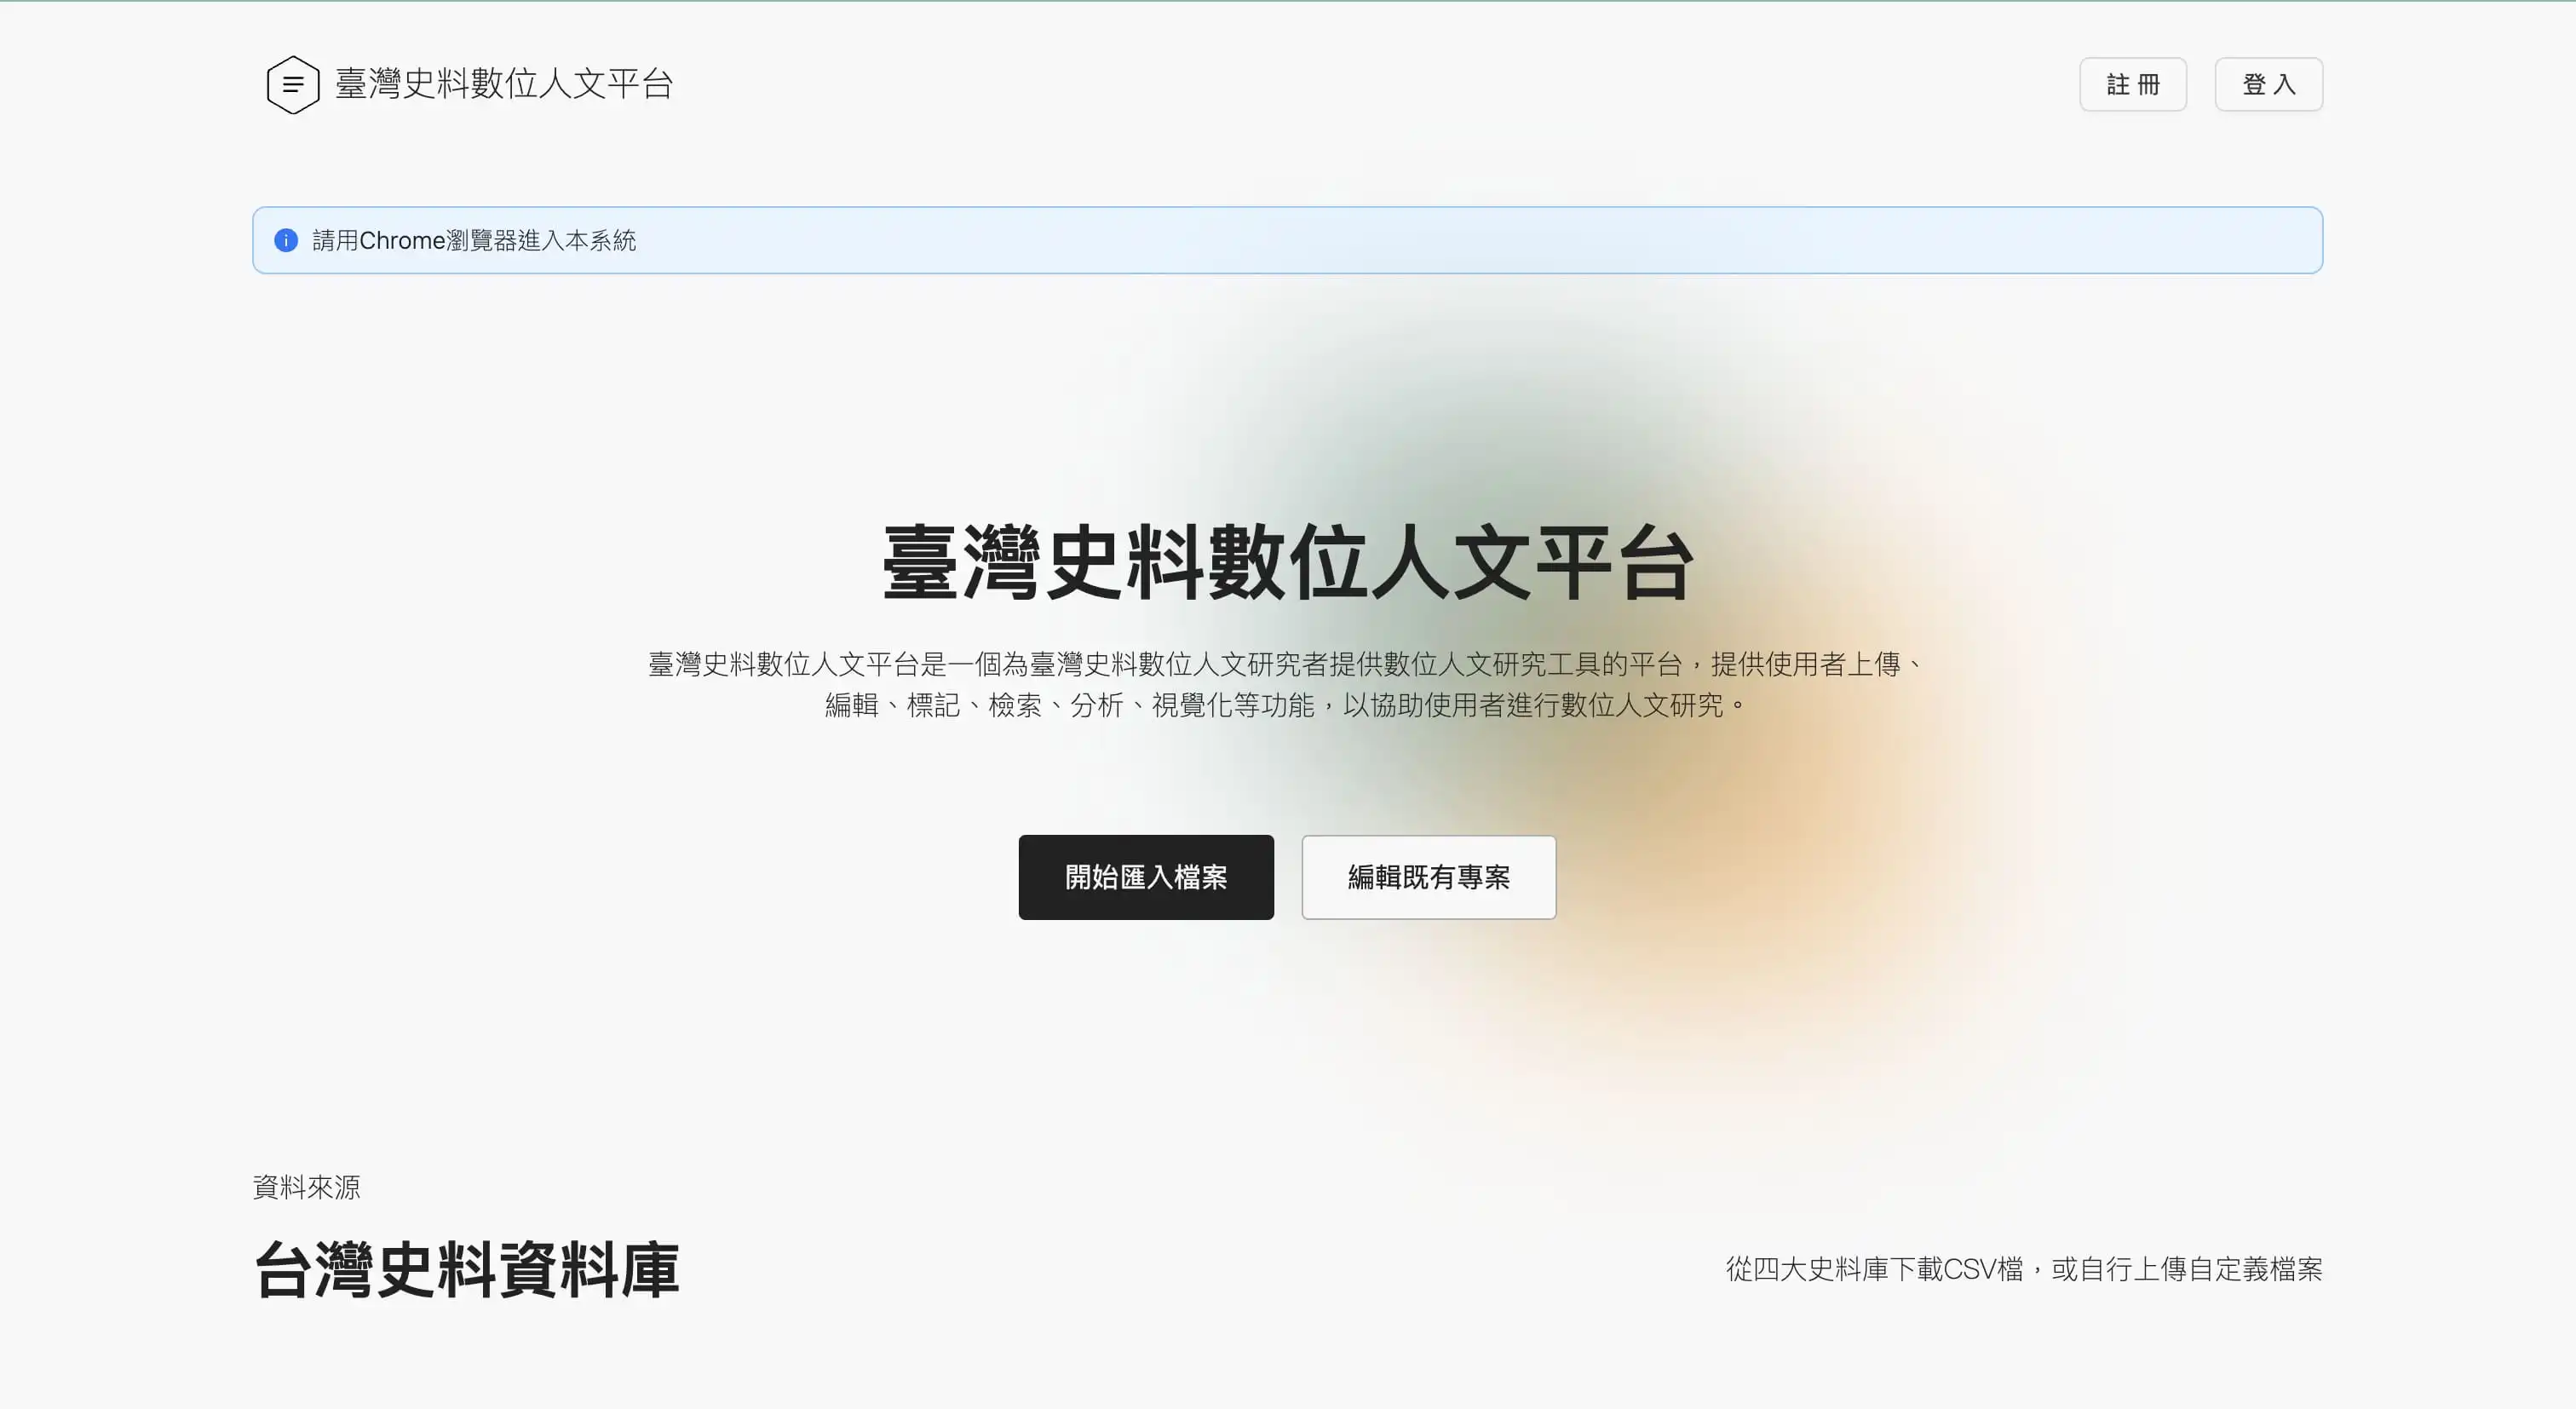 臺灣史料數位人文平台
註冊
登入
請用Chrome瀏覽器進入本系統
臺灣史料數位人文平台
臺灣史料數位人文平台是一個為臺灣史料數位人文研究者提供數位人文研究工具的平台，提供使用者上傳、
編輯、標記、檢索、分析、視覺化等功能，以協助使用者進行數位人文研究。
開始匯入檔案
編輯既有專案
資料來源
台灣史料資料庫
從四大史料庫下載CSV檔，或自行上傳自定義檔案